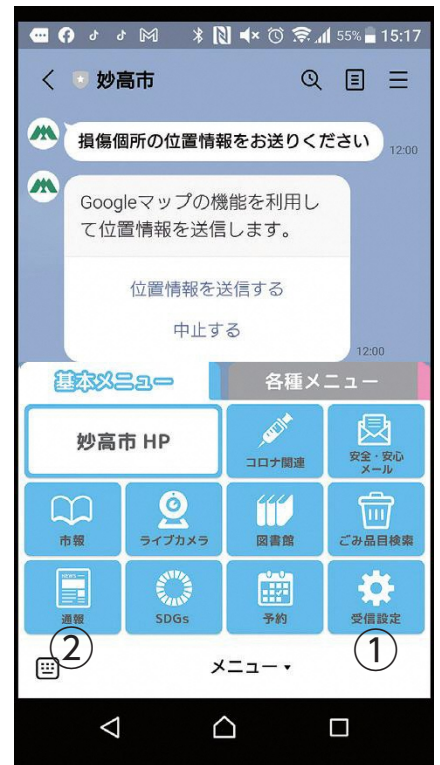 55% 15:17
妙高市
損傷個所の位置情報をお送りください
12:00
Googleマップの機能を利用し
て位置情報を送信します。
位置情報を送信する
中止する
12:00
基本メニュー 各種メニュー
妙高市 HP
コロナ関連
安全・安心
メール
市報 ライブカメラ 図書館 ごみ品目検索
NEWS
通報 SDGs 予約 受信設定
② ①
メニュー ▾